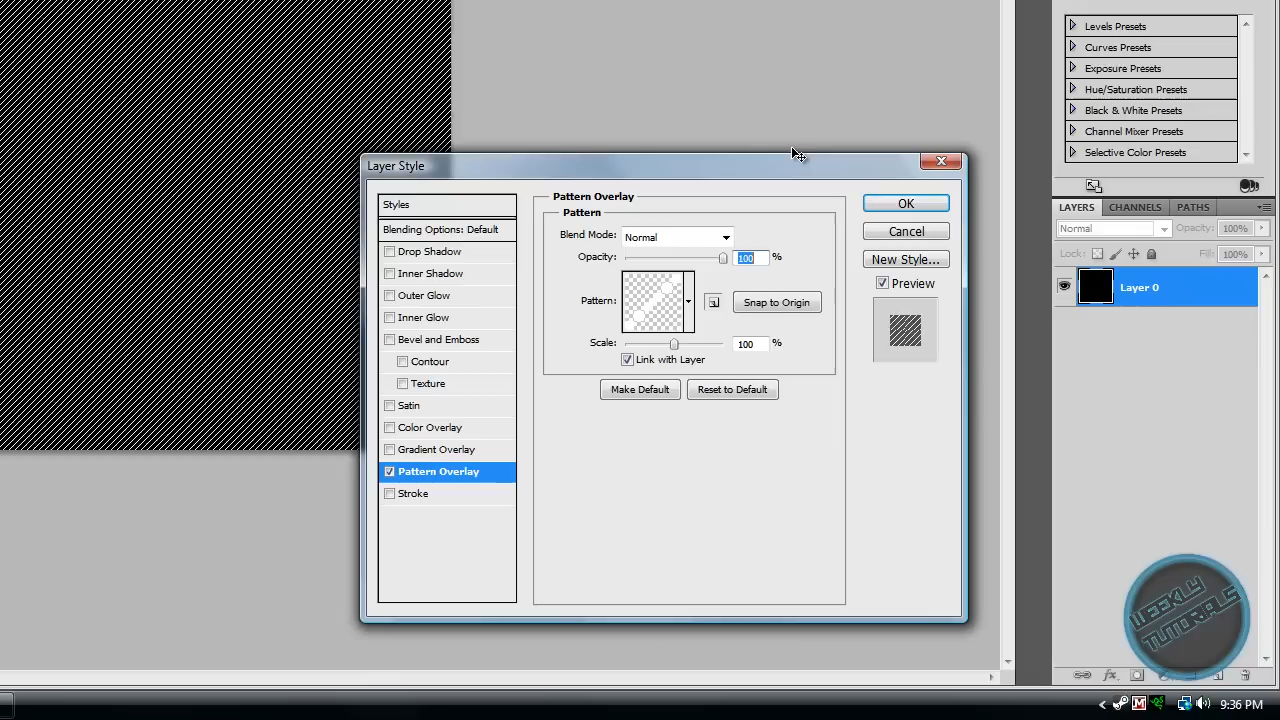 Levels Presets
Curves Presets
Exposure Presets
Hue/Saturation Presets
Black & White Presets
Channel Mixer Presets
Selective Color Presets
LAYERS CHANNELS PATHS
Normal Opacity: 100%
Lock: Fill: 100%
Layer 0
Layer Style
Styles
Blending Options: Default
Drop Shadow
Inner Shadow
Outer Glow
Inner Glow
Bevel and Emboss
Contour
Texture
Satin
Color Overlay
Gradient Overlay
Pattern Overlay
Stroke
Pattern Overlay
Pattern
Blend Mode: Normal
Opacity: 100 %
Pattern: Snap to Origin
Scale: 100 %
Link with Layer
Make Default Reset to Default
OK
Cancel
New Style...
Preview
WEEKLY
TUTORIALS
9:36 PM